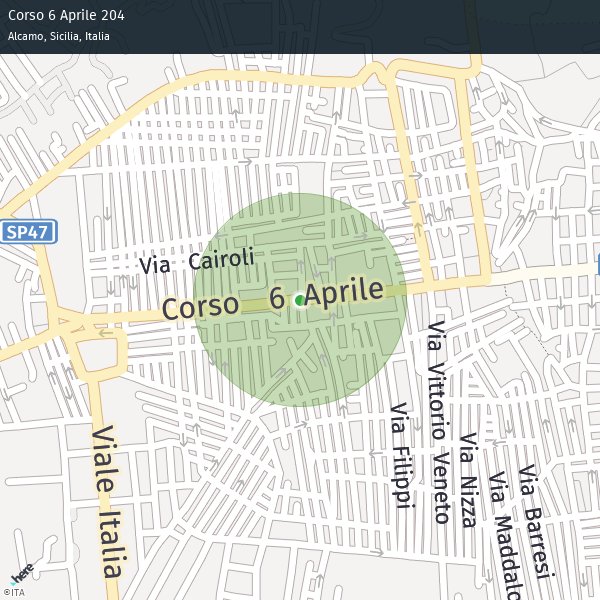 Corso 6 Aprile 204
Alcamo, Sicilia, Italia
SP47
Via Cairoli
Corso 6 Aprile
Viale Italia
Via Filippi
Via Vittorio Veneto
Via Nizza
Via Maddalo
Via Barresi
here
©ITA